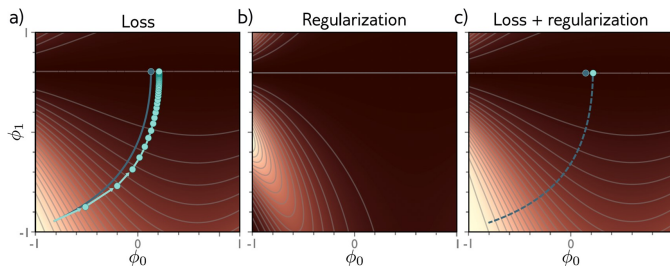 a) Loss
b) Regularization
c) Loss + regularization
1
ϕ1
-1
-1 0 1
ϕ0
-1 0 1
ϕ0
-1 0 1
ϕ0